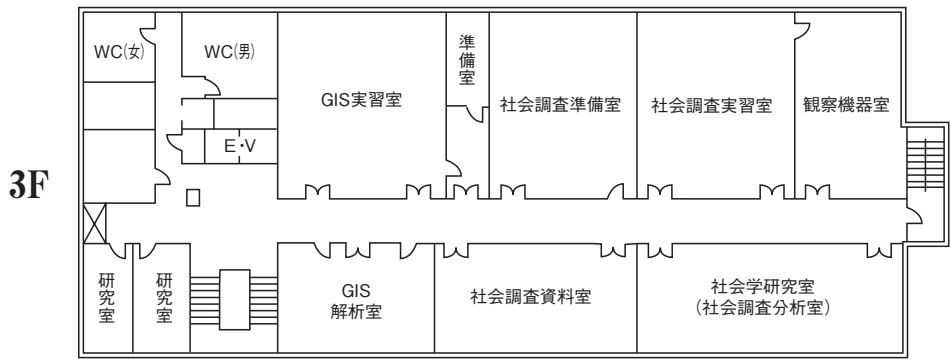 3F
WC(女)
WC(男)
GIS実習室
準備室
社会調査準備室
社会調査実習室
観察機器室
E・V
研究室
研究室
GIS
解析室
社会調査資料室
社会学研究室
(社会調査分析室)